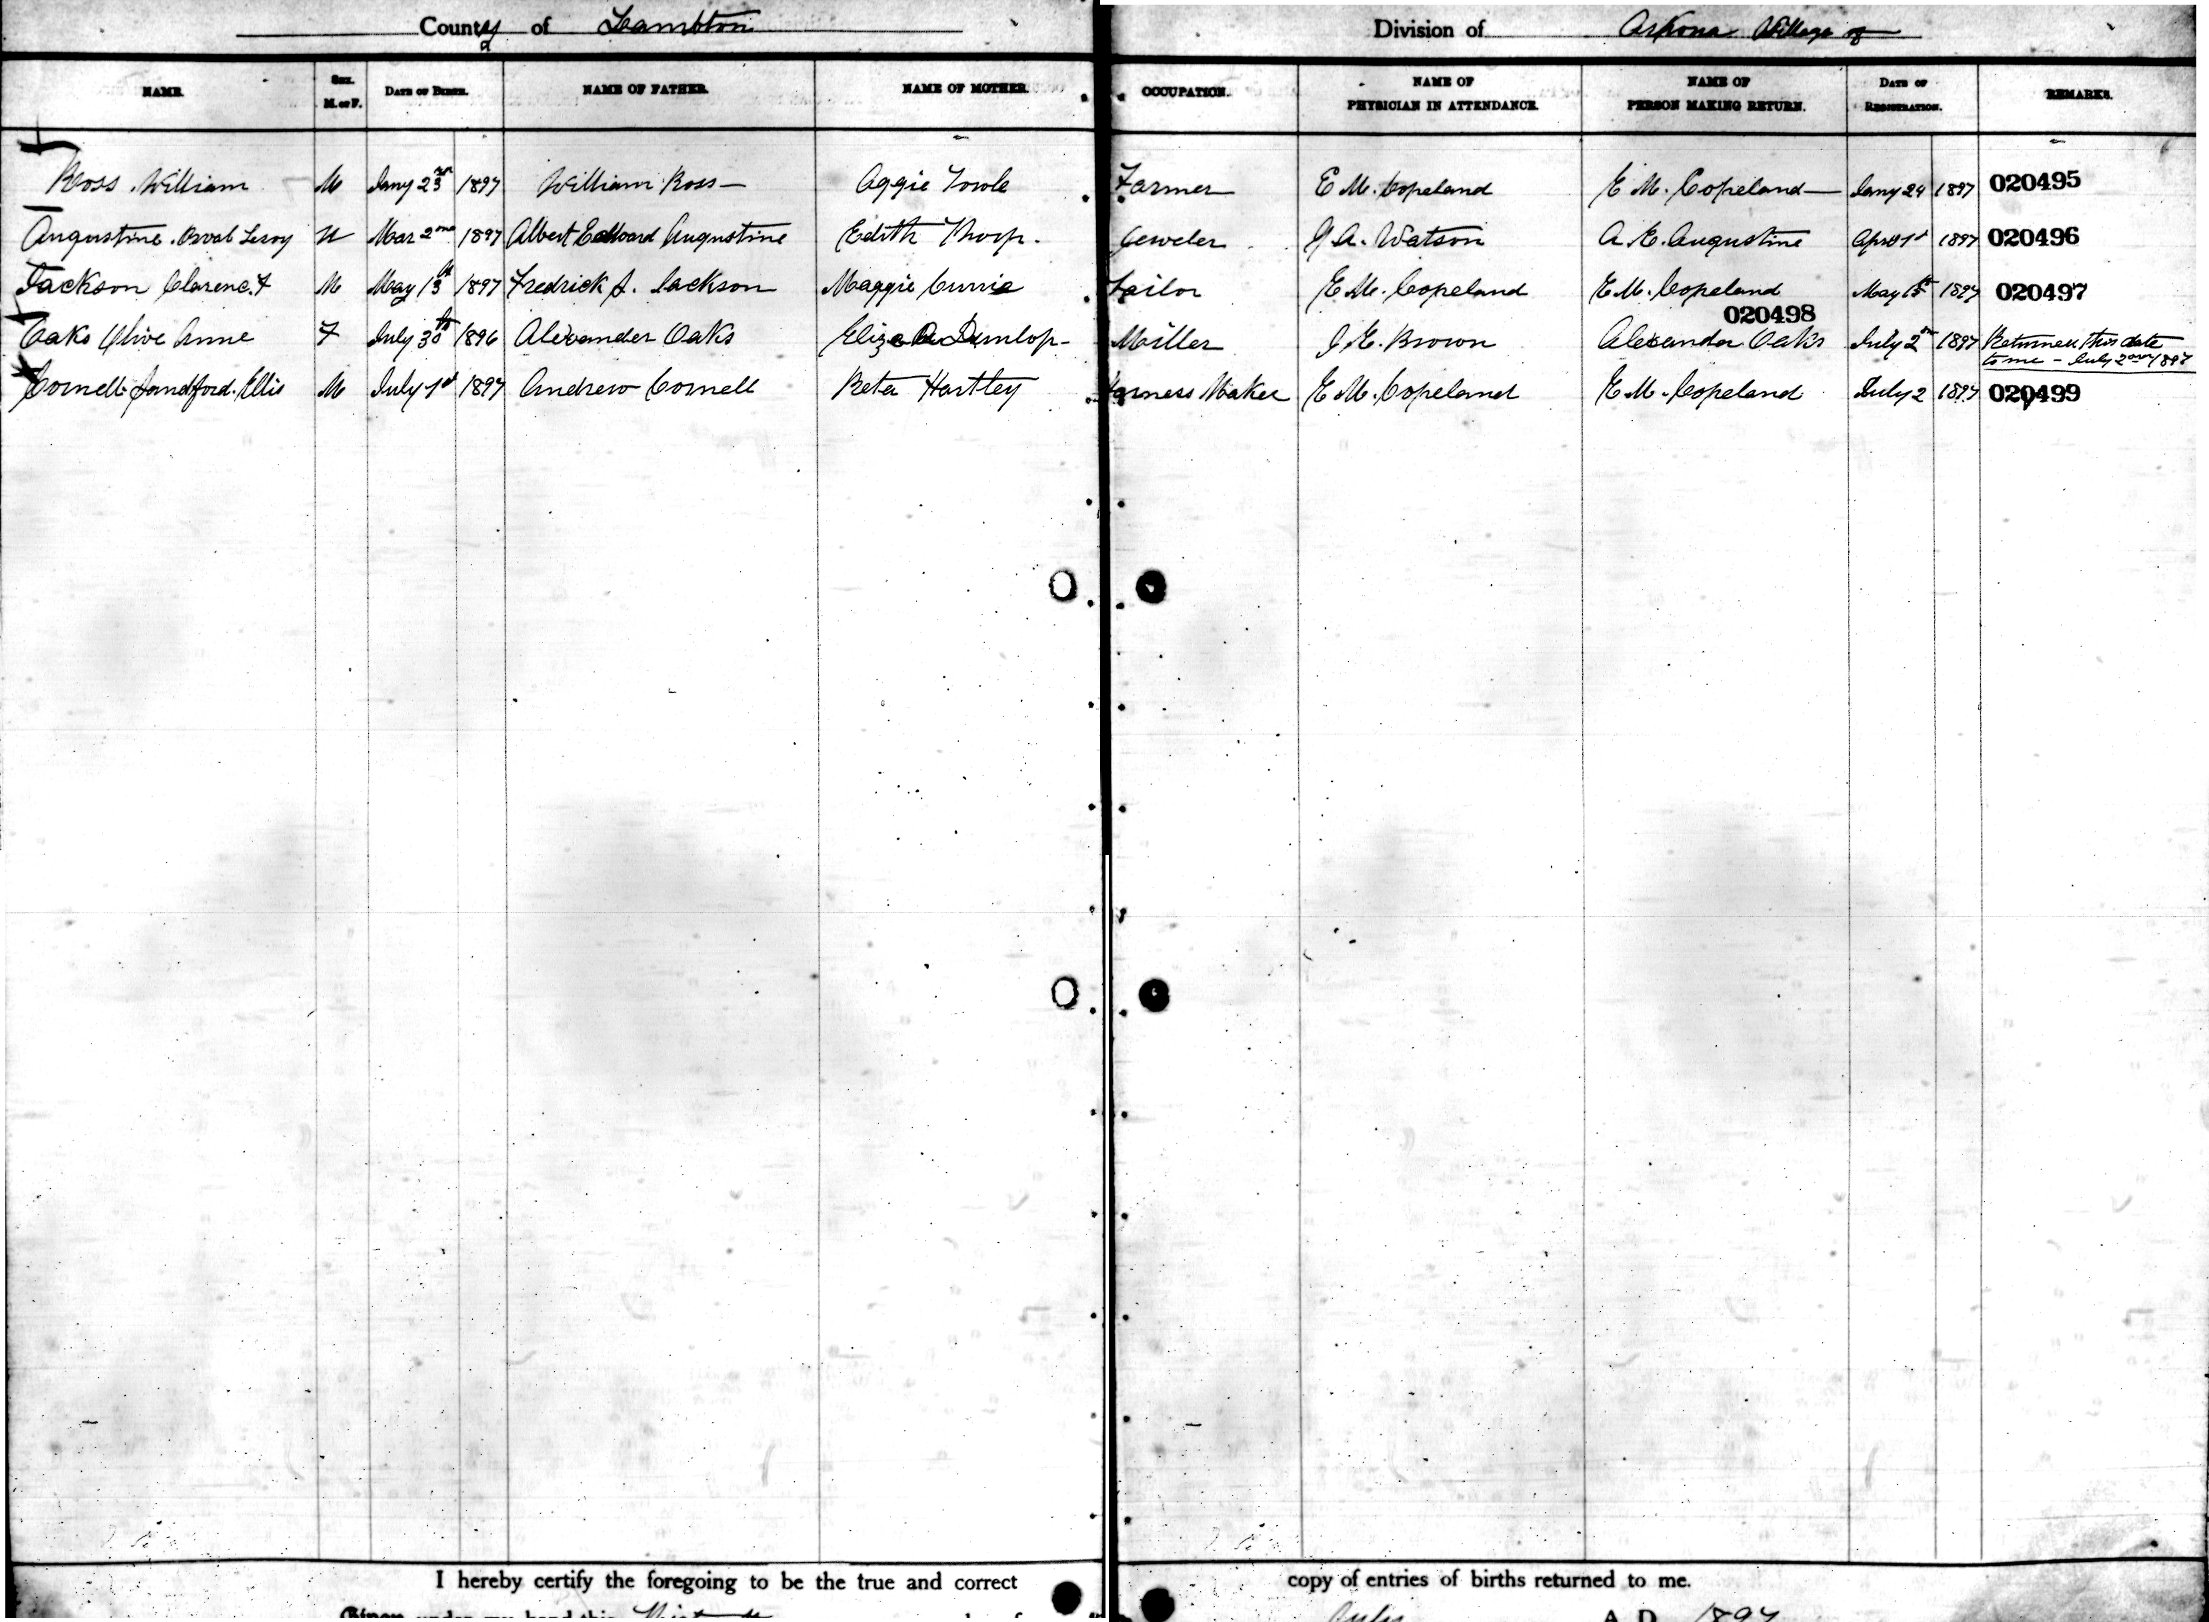 County of Lambton Division of Arkona Village of
NAME. SEX. M. OR F. DATE OF BIRTH. NAME OF FATHER. NAME OF MOTHER. OCCUPATION. NAME OF PHYSICIAN IN ATTENDANCE. NAME OF PERSON MAKING RETURN. DATE OF REGISTRATION. REMARKS.
Ross William M Jany 23rd 1897 William Ross Aggie Towle Farmer E M. Copeland E M. Copeland Jany 24 1897 020495
Augustine Orval Leroy M Mar 2nd 1897 Albert Edward Augustine Edith Thorp. Jeweler A. Watson A. E. Augustine April 1st 1897 020496
Jackson Clarence F M May 13th 1897 Fredrick J. Jackson Maggie Currie Tailor E M. Copeland E M. Copeland May 15th 1897 020497
020498
Oaks Olive Anne F July 30th 1896 Alexander Oaks Eliza A. Dunlop Miller J. E. Brown Alexander Oaks July 2nd 1897 Returned this date
to me - July 2nd 1897
Cornell Sandford Ellis M July 1st 1897 Andrew Cornell Reta Hartley Harness Maker E M. Copeland E M. Copeland July 2 1897 020499
I hereby certify the foregoing to be the true and correct copy of entries of births returned to me.
Given under my hand this July A. D. 1897